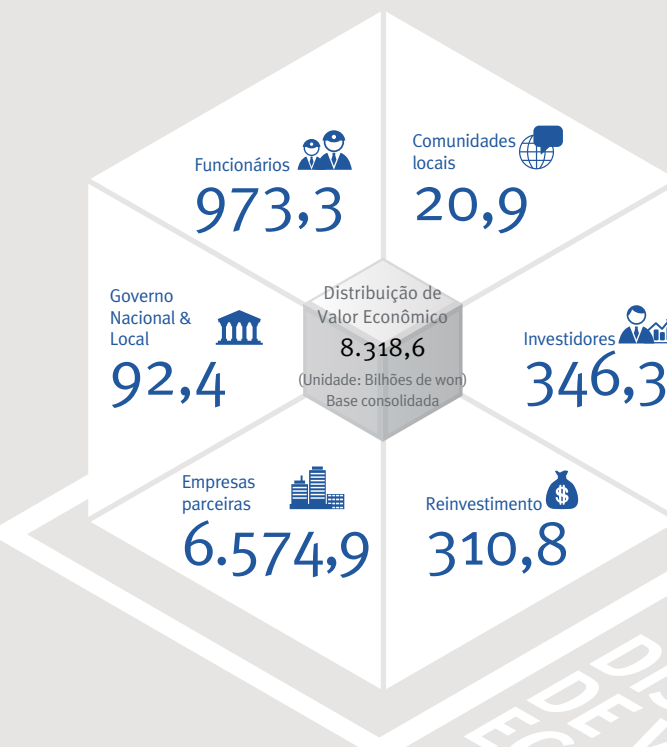 Funcionários
973,3
Comunidades
locais
20,9
Governo
Nacional &
Local
92,4
Distribuição de
Valor Econômico
8.318,6
(Unidade: Bilhões de won)
Base consolidada
Investidores
346,3
Empresas
parceiras
6.574,9
Reinvestimento
$
310,8